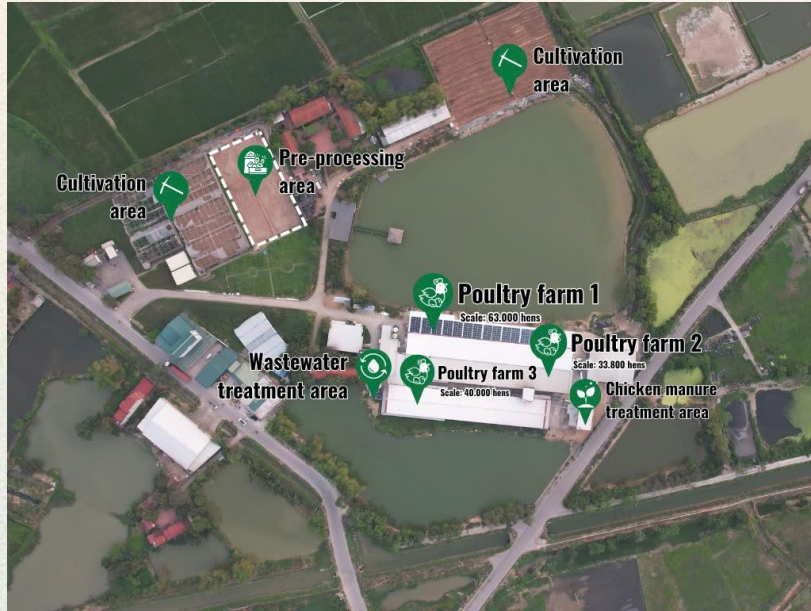 Cultivation
area
Pre-processing
area
Cultivation
area
Poultry farm 1
Scale: 63.000 hens
Poultry farm 2
Scale: 33.800 hens
Wastewater
treatment area
Poultry farm 3
Scale: 40.000 hens
Chicken manure
treatment area